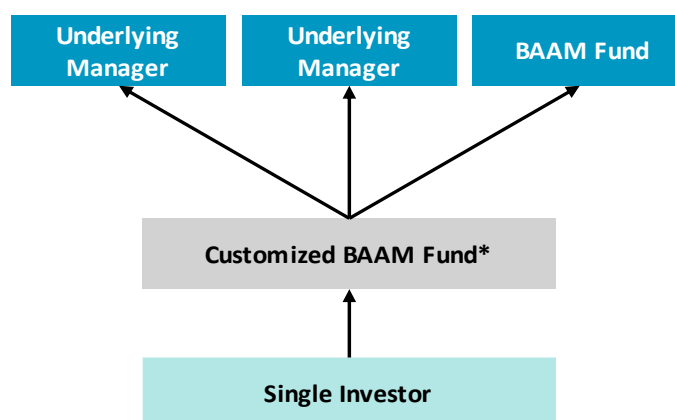 Underlying
Manager
Underlying
Manager
BAAM Fund
Customized BAAM Fund*
Single Investor